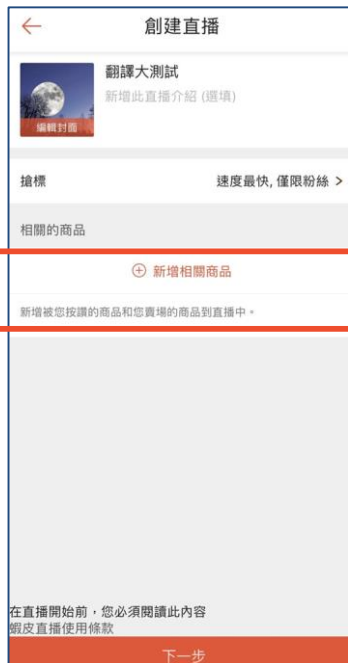 創建直播
翻譯大測試
新增此直播介紹 (選填)
編輯封面
搶標 速度最快, 僅限粉絲 >
相關的商品
新增相關商品
新增被您按讚的商品和您賣場的商品到直播中。
在直播開始前，您必須閱讀此內容
蝦皮直播使用條款
下一步